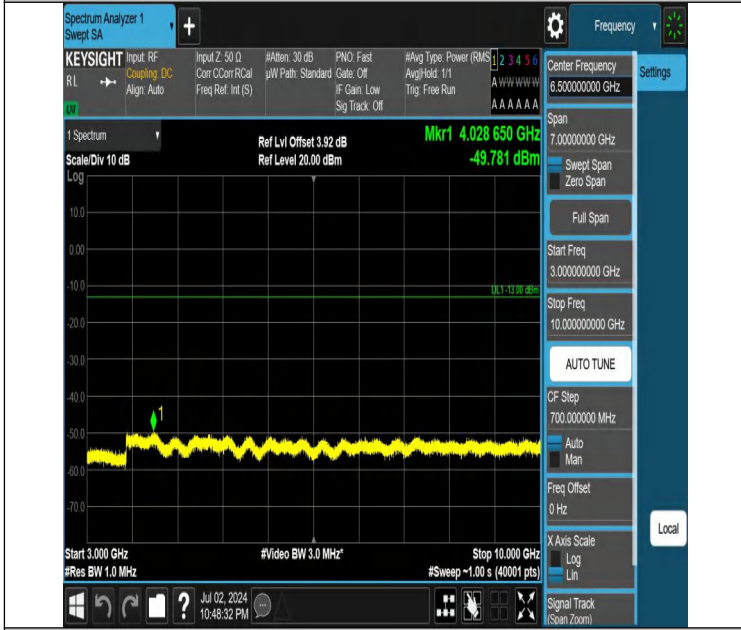 Spectrum Analyzer 1
Swept SA
+
Frequency
KEYSIGHT
RL
Input: RF
Coupling: DC
Align: Auto
Input Z: 50 Ω
Corr CCorr RCal
Freq Ref: Int (S)
#Atten: 30 dB
µW Path: Standard
PNO: Fast
Gate: Off
IF Gain: Low
Sig Track: Off
#Avg Type: Power (RMS
Avg|Hold: 1/1
Trig: Free Run
1 2 3 4 5 6
A W W W W W
A A A A A A
1 Spectrum
Scale/Div 10 dB
Log
Ref Lvl Offset 3.92 dB
Ref Level 20.00 dBm
Mkr1 4.028 650 GHz
-49.781 dBm
10.0
0.00
-10.0
DL1 -13.00 dBm
-20.0
-30.0
-40.0
1
-50.0
-60.0
-70.0
Start 3.000 GHz
#Res BW 1.0 MHz
#Video BW 3.0 MHz*
Stop 10.000 GHz
#Sweep ~1.00 s (40001 pts)
?
Jul 02, 2024
10:48:32 PM
Center Frequency
6.500000000 GHz
Settings
Span
7.00000000 GHz
Swept Span
Zero Span
Full Span
Start Freq
3.000000000 GHz
Stop Freq
10.000000000 GHz
AUTO TUNE
CF Step
700.000000 MHz
Auto
Man
Freq Offset
0 Hz
X Axis Scale
Log
Lin
Local
Signal Track
(Span Zoom)